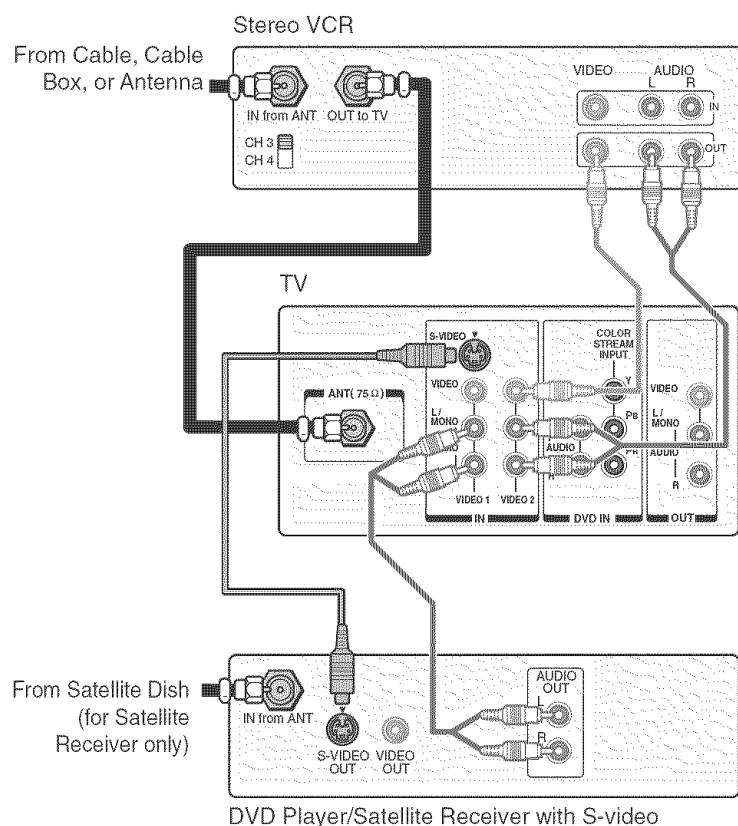 Stereo VCR
From Cable, Cable
Box, or Antenna
VIDEO
AUDIO
L R
IN from ANT
OUT to TV
IN
CH 3
CH 4
OUT
TV
S-VIDEO
COLOR
STREAM
INPUT
ANT( 75 Ω )
VIDEO
Y
VIDEO
L /
MONO
PB
L /
MONO
AUDIO
PR
AUDIO
R
R
VIDEO 1
VIDEO 2
IN
DVD IN
OUT
From Satellite Dish
(for Satellite
Receiver only)
IN from ANT
S-VIDEO
OUT
VIDEO
OUT
AUDIO
OUT
L
R
DVD Player/Satellite Receiver with S-video